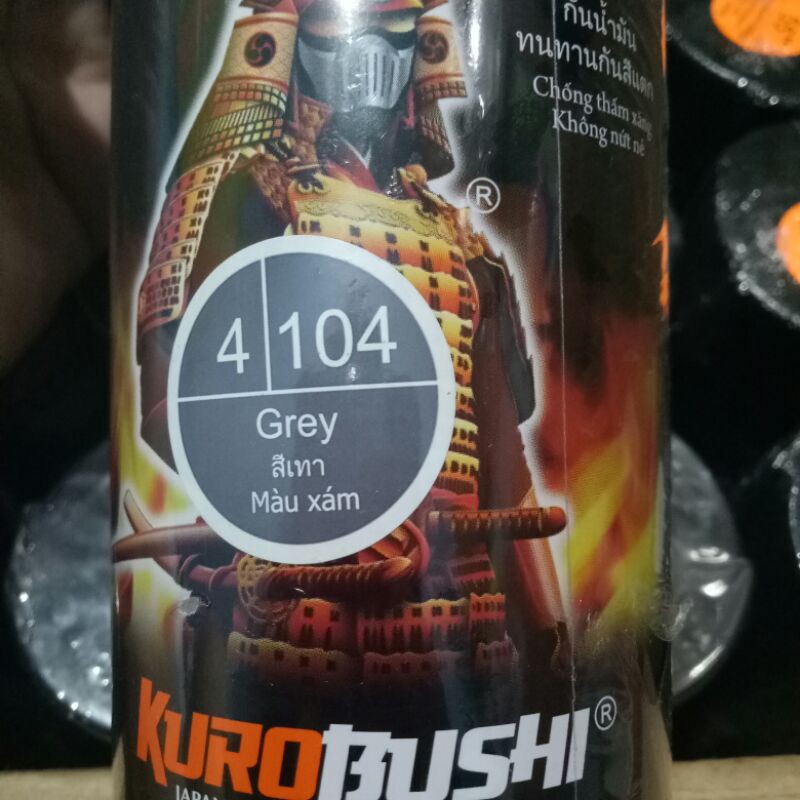 กันน้ำมัน
ทนทานกันสีแตก
Chống thấm xăng
Không nứt nẻ
®
4 104
Grey
สีเทา
Màu xám
KUROBUSHI®